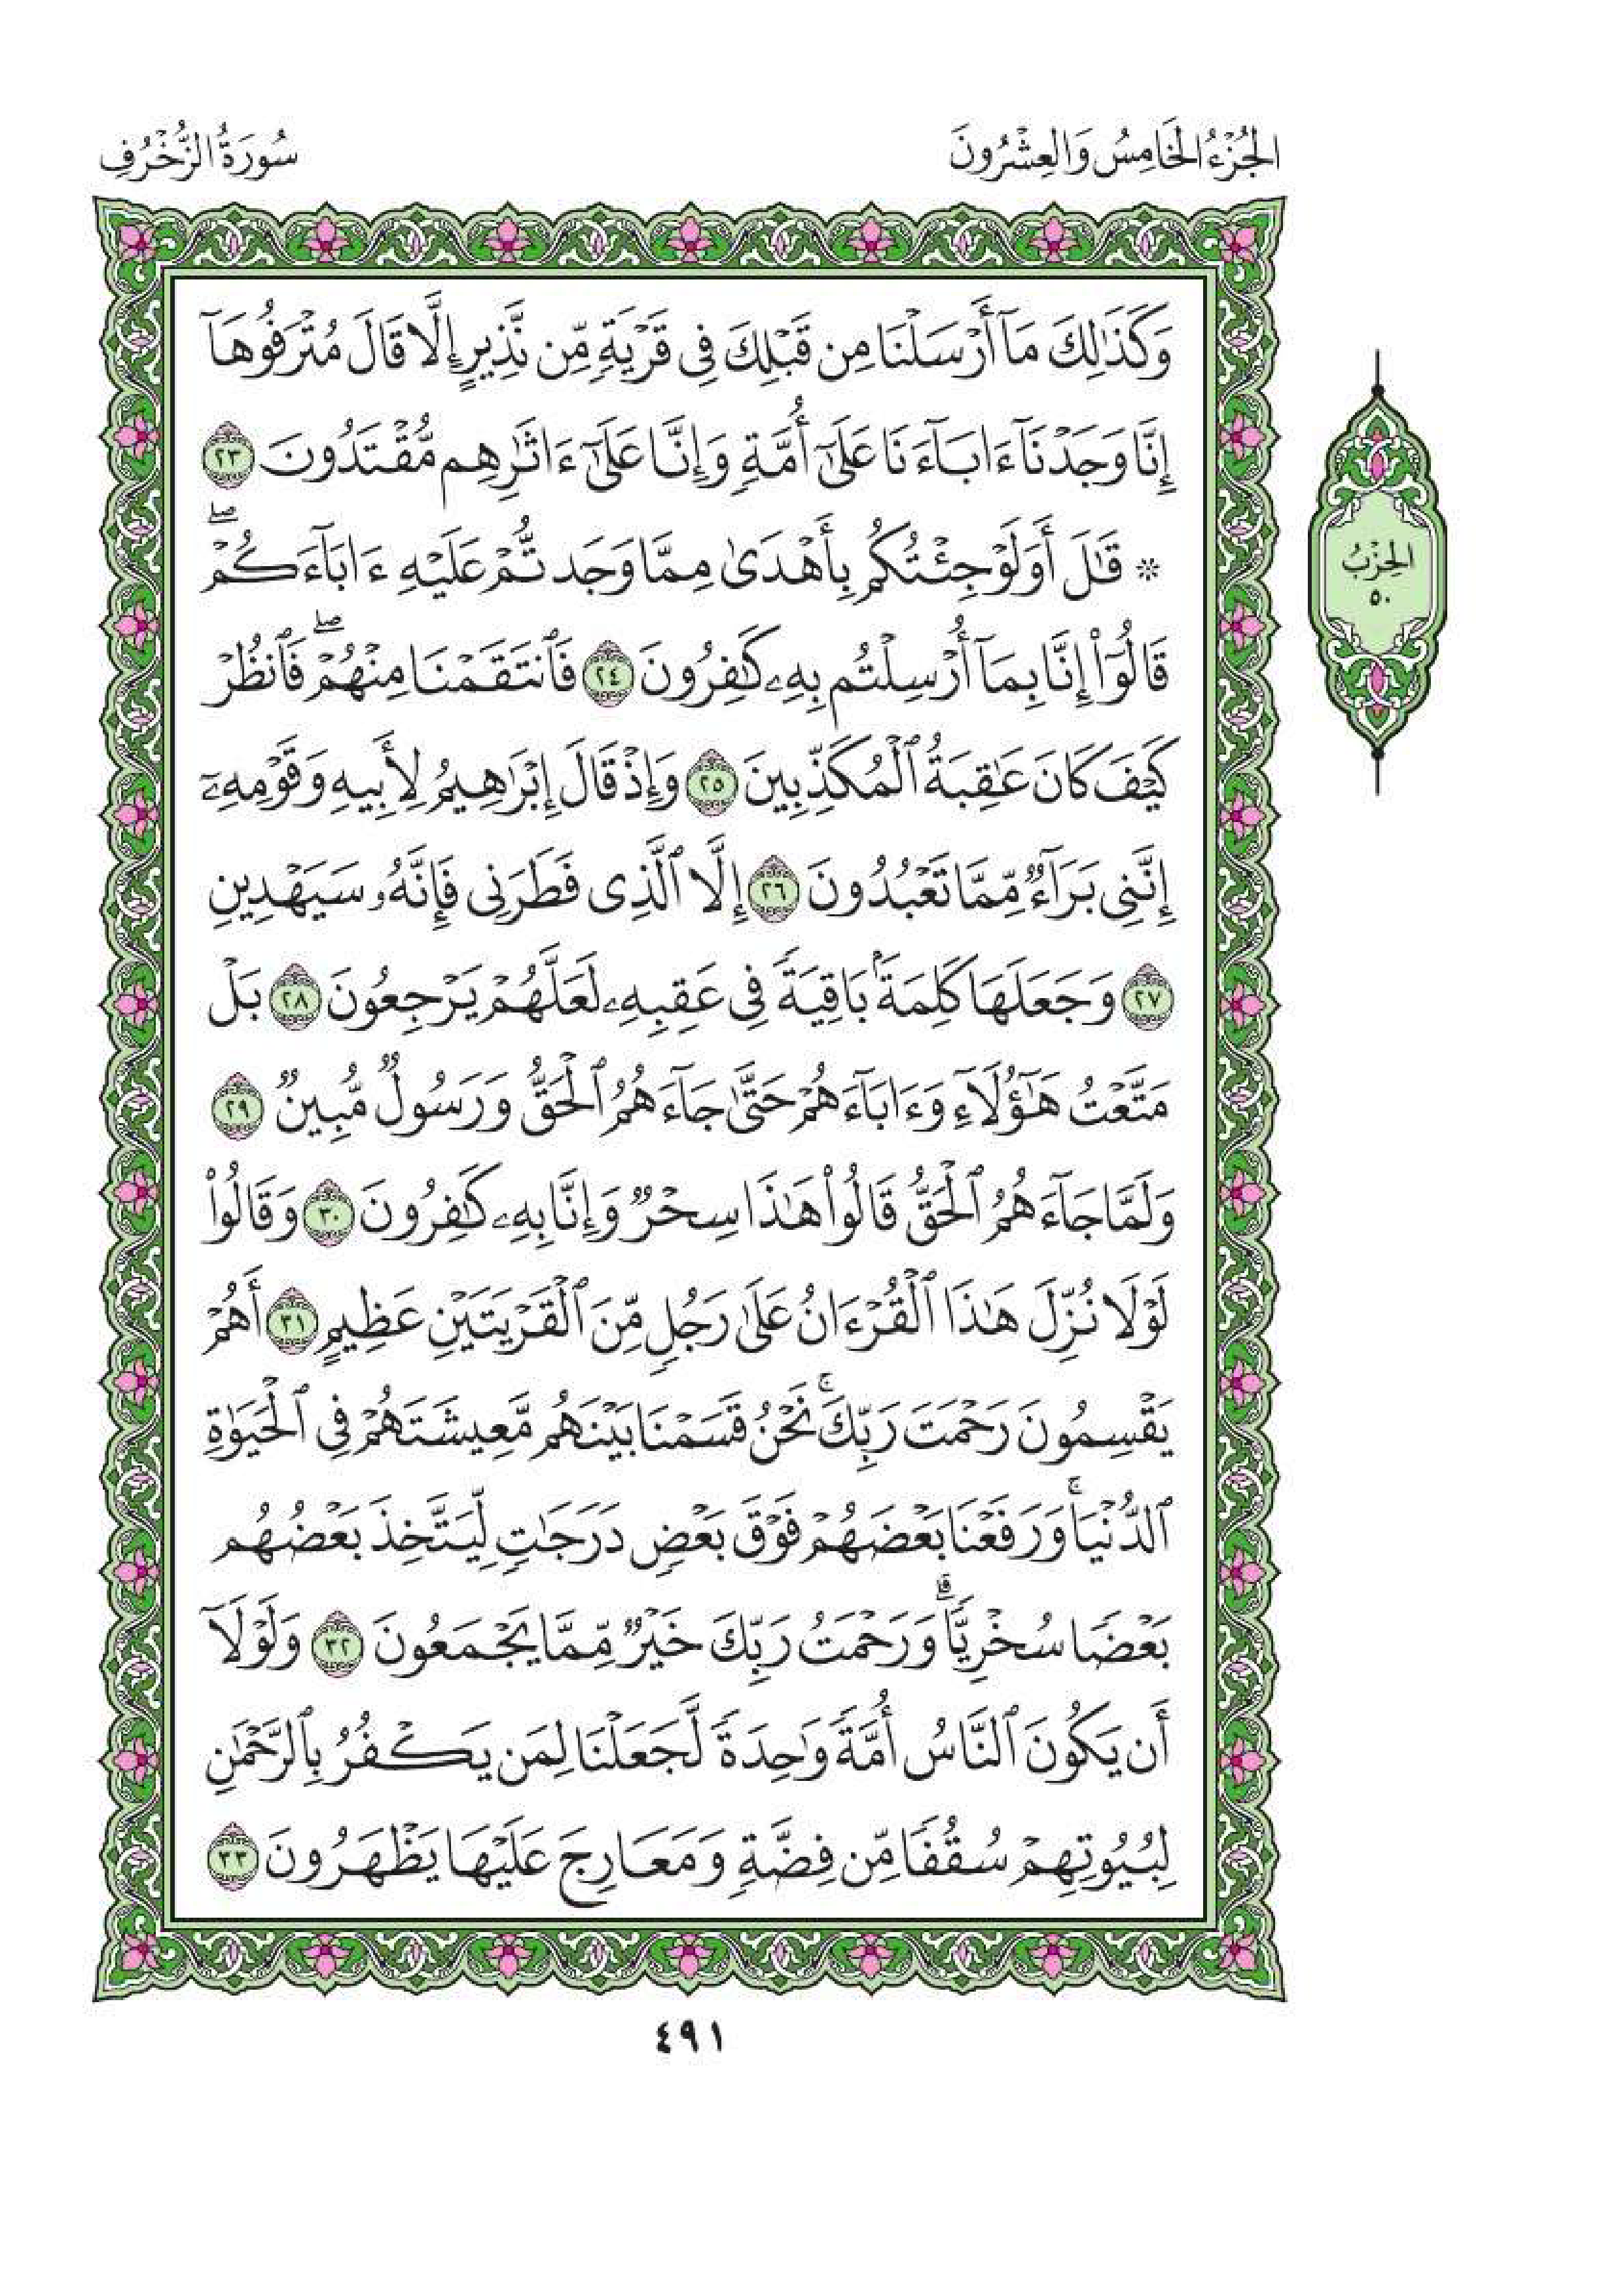 الجُزْءُ الخَامِسُ وَالعِشْرُونَ
سُورَةُ الزُّخْرُفِ
وَكَذَٰلِكَ مَآ أَرْسَلْنَا مِن قَبْلِكَ فِى قَرْيَةٍ مِّن نَّذِيرٍ إِلَّا قَالَ مُتْرَفُوهَآ
إِنَّا وَجَدْنَآ ءَابَآءَنَا عَلَىٰٓ أُمَّةٍ وَإِنَّا عَلَىٰٓ ءَاثَٰرِهِم مُّقْتَدُونَ ٢٣
۞ قَٰلَ أَوَلَوْ جِئْتُكُم بِأَهْدَىٰ مِمَّا وَجَدتُّمْ عَلَيْهِ ءَابَآءَكُمْۖ
قَالُوٓا۟ إِنَّا بِمَآ أُرْسِلْتُم بِهِۦ كَٰفِرُونَ ٢٤ فَٱنتَقَمْنَا مِنْهُمْۖ فَٱنظُرْ
كَيْفَ كَانَ عَٰقِبَةُ ٱلْمُكَذِّبِينَ ٢٥ وَإِذْ قَالَ إِبْرَٰهِيمُ لِأَبِيهِ وَقَوْمِهِۦٓ
إِنَّنِى بَرَآءٌ مِّمَّا تَعْبُدُونَ ٢٦ إِلَّا ٱلَّذِى فَطَرَنِى فَإِنَّهُۥ سَيَهْدِينِ
٢٧ وَجَعَلَهَا كَلِمَةًۢ بَاقِيَةً فِى عَقِبِهِۦ لَعَلَّهُمْ يَرْجِعُونَ ٢٨ بَلْ
مَتَّعْتُ هَٰٓؤُلَآءِ وَءَابَآءَهُمْ حَتَّىٰ جَآءَهُمُ ٱلْحَقُّ وَرَسُولٌ مُّبِينٌ ٢٩
وَلَمَّا جَآءَهُمُ ٱلْحَقُّ قَالُوا۟ هَٰذَا سِحْرٌ وَإِنَّا بِهِۦ كَٰفِرُونَ ٣٠ وَقَالُوا۟
لَوْلَا نُزِّلَ هَٰذَا ٱلْقُرْءَانُ عَلَىٰ رَجُلٍ مِّنَ ٱلْقَرْيَتَيْنِ عَظِيمٍ ٣١ أَهُمْ
يَقْسِمُونَ رَحْمَتَ رَبِّكَۚ نَحْنُ قَسَمْنَا بَيْنَهُم مَّعِيشَتَهُمْ فِى ٱلْحَيَوٰةِ
ٱلدُّنْيَاۚ وَرَفَعْنَا بَعْضَهُمْ فَوْقَ بَعْضٍ دَرَجَٰتٍ لِّيَتَّخِذَ بَعْضُهُم
بَعْضًا سُخْرِيًّاۗ وَرَحْمَتُ رَبِّكَ خَيْرٌ مِّمَّا يَجْمَعُونَ ٣٢ وَلَوْلَآ
أَن يَكُونَ ٱلنَّاسُ أُمَّةً وَٰحِدَةً لَّجَعَلْنَا لِمَن يَكْفُرُ بِٱلرَّحْمَٰنِ
لِبُيُوتِهِمْ سُقُفًا مِّن فِضَّةٍ وَمَعَارِجَ عَلَيْهَا يَظْهَرُونَ ٣٣
الحِزْبُ
٥٠
٤٩١